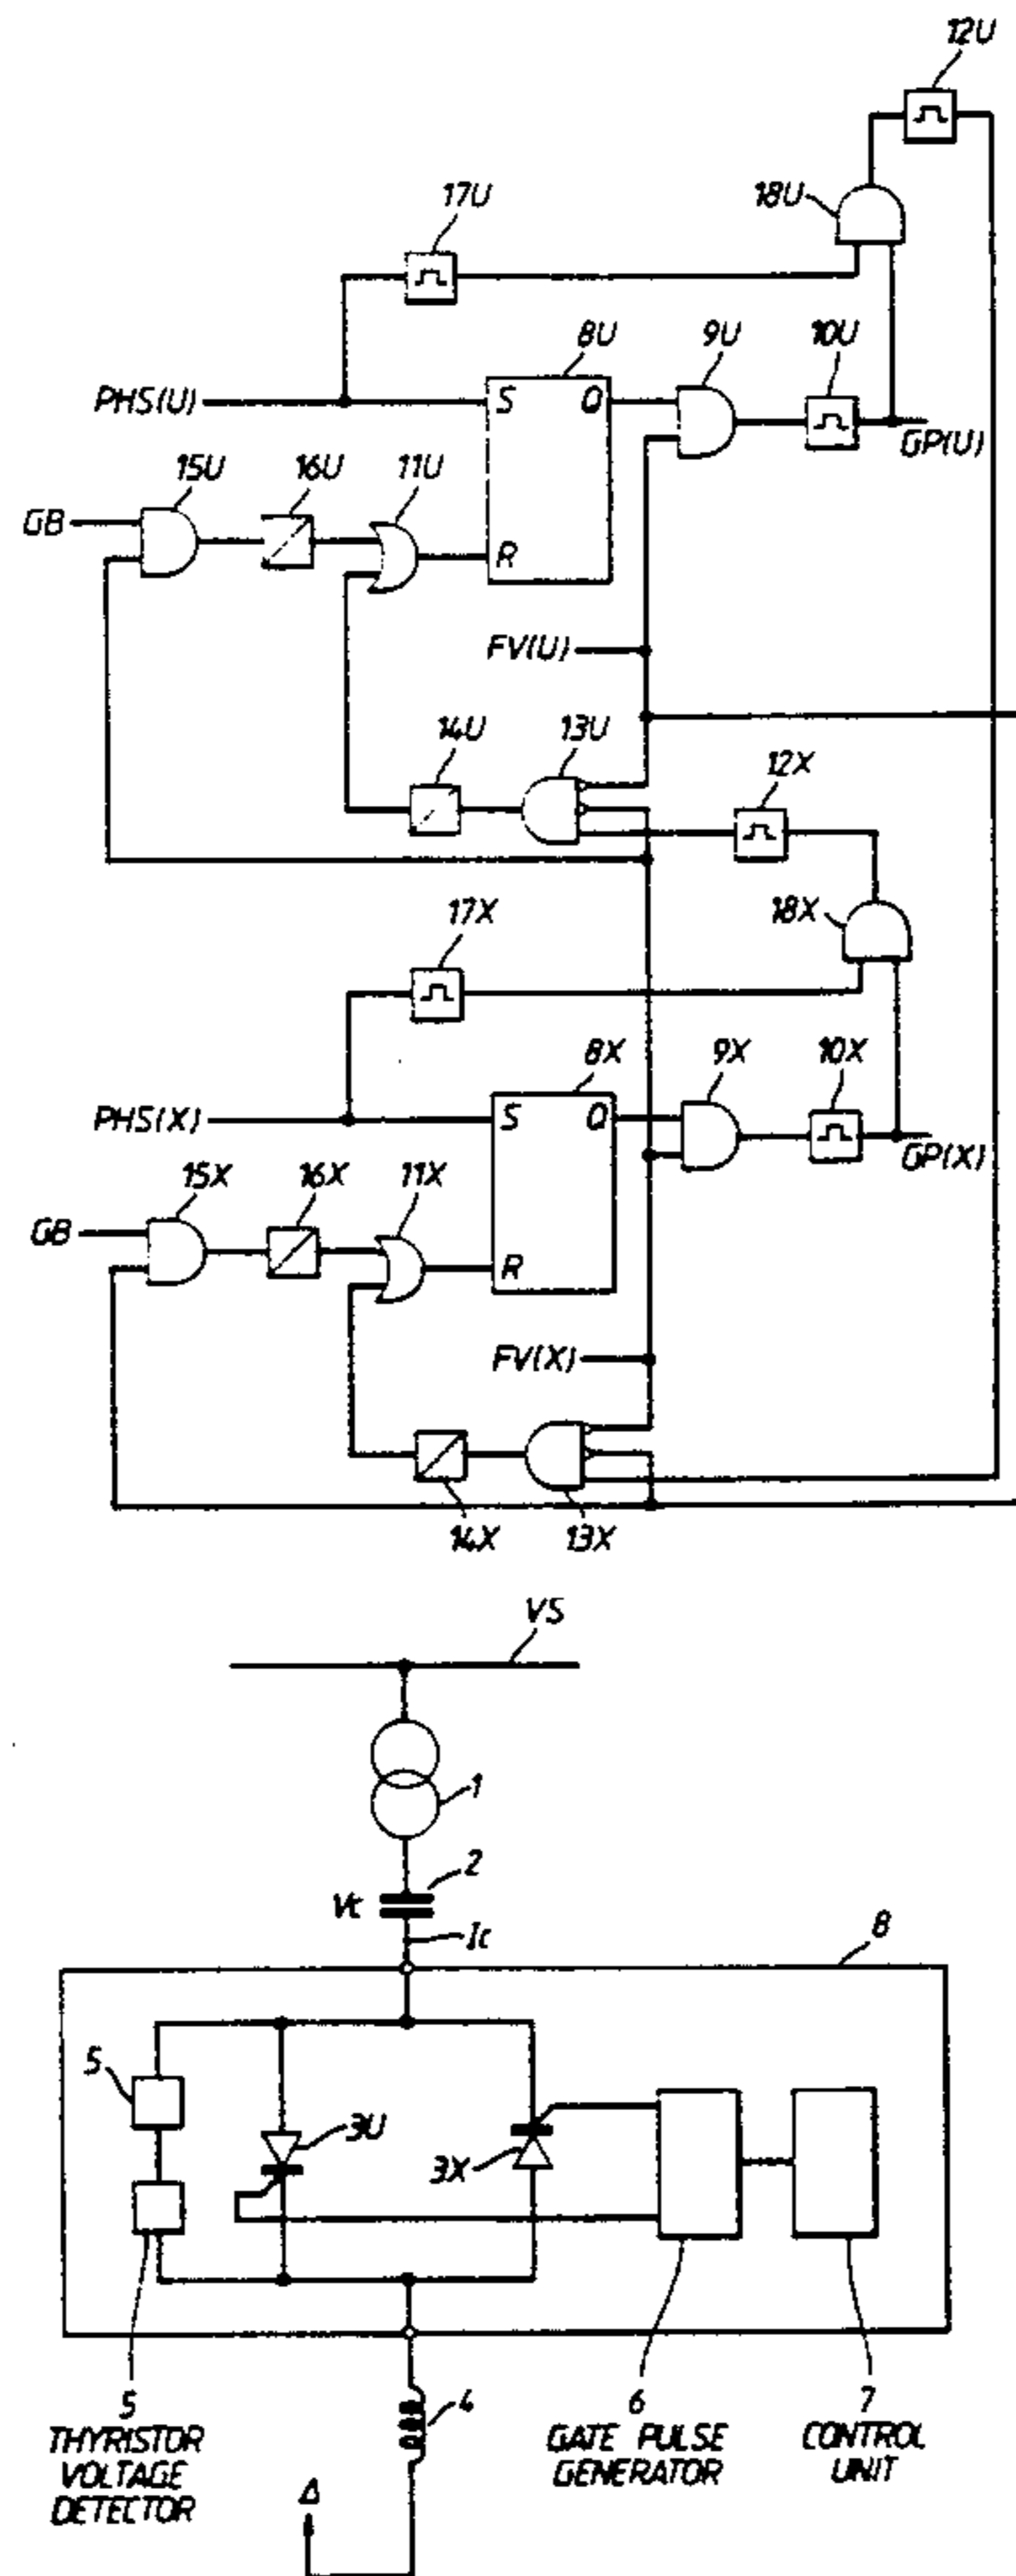 12U
17U
18U
8U
9U
10U
PHS(U)
S
Q
GP(U)
15U
16U
11U
GB
R
FV(U)
14U
13U
12X
17X
18X
8X
9X
10X
PHS(X)
S
Q
GP(X)
15X
16X
11X
GB
R
FV(X)
14X
13X
VS
1
2
Vc
Ic
8
5
3U
3X
4
5
THYRISTOR
VOLTAGE
DETECTOR
6
GATE PULSE
GENERATOR
7
CONTROL
UNIT
Δ